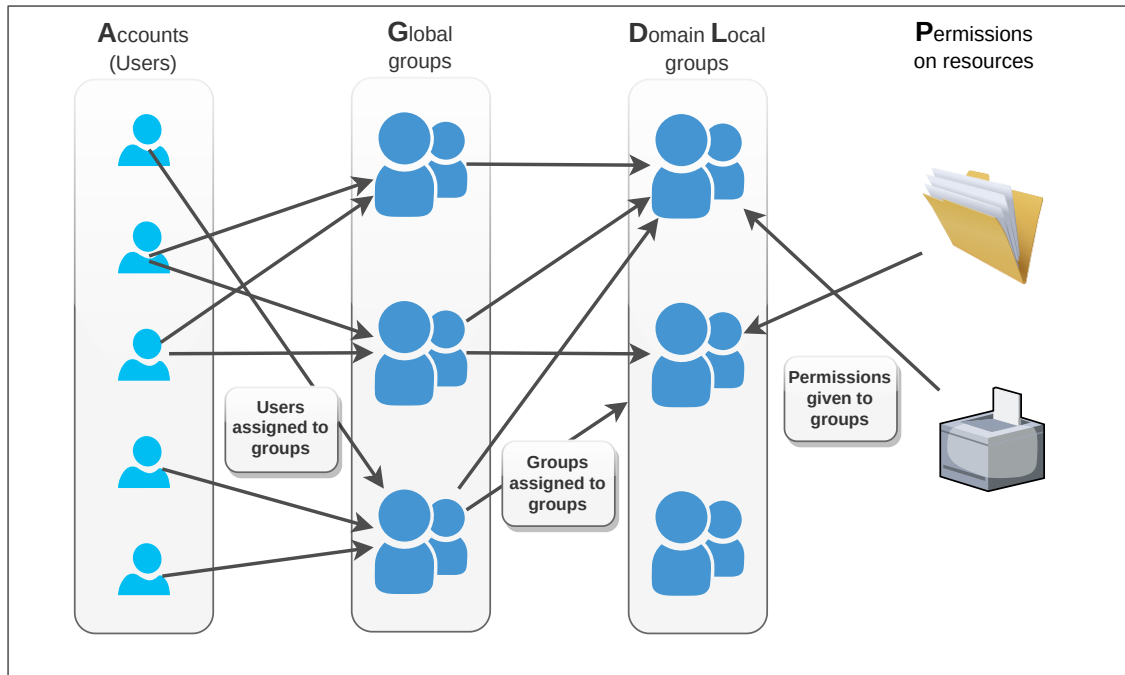 Accounts
(Users)
Global
groups
Domain Local
groups
Permissions
on resources
Users
assigned to
groups
Groups
assigned to
groups
Permissions
given to
groups